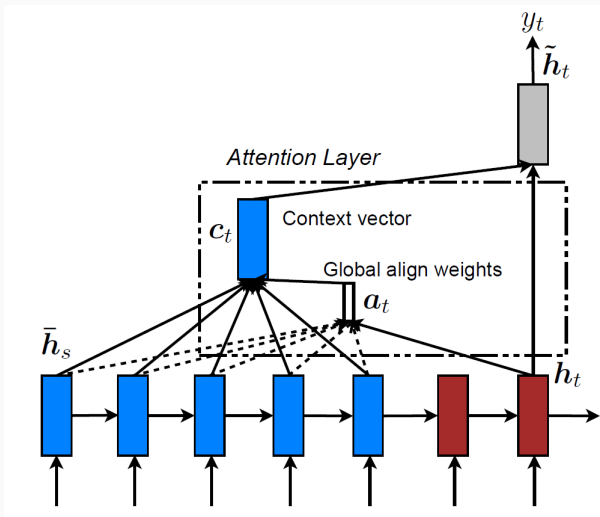 y_t
h̃_t
Attention Layer
Context vector
c_t
Global align weights
a_t
h̄_s
h_t